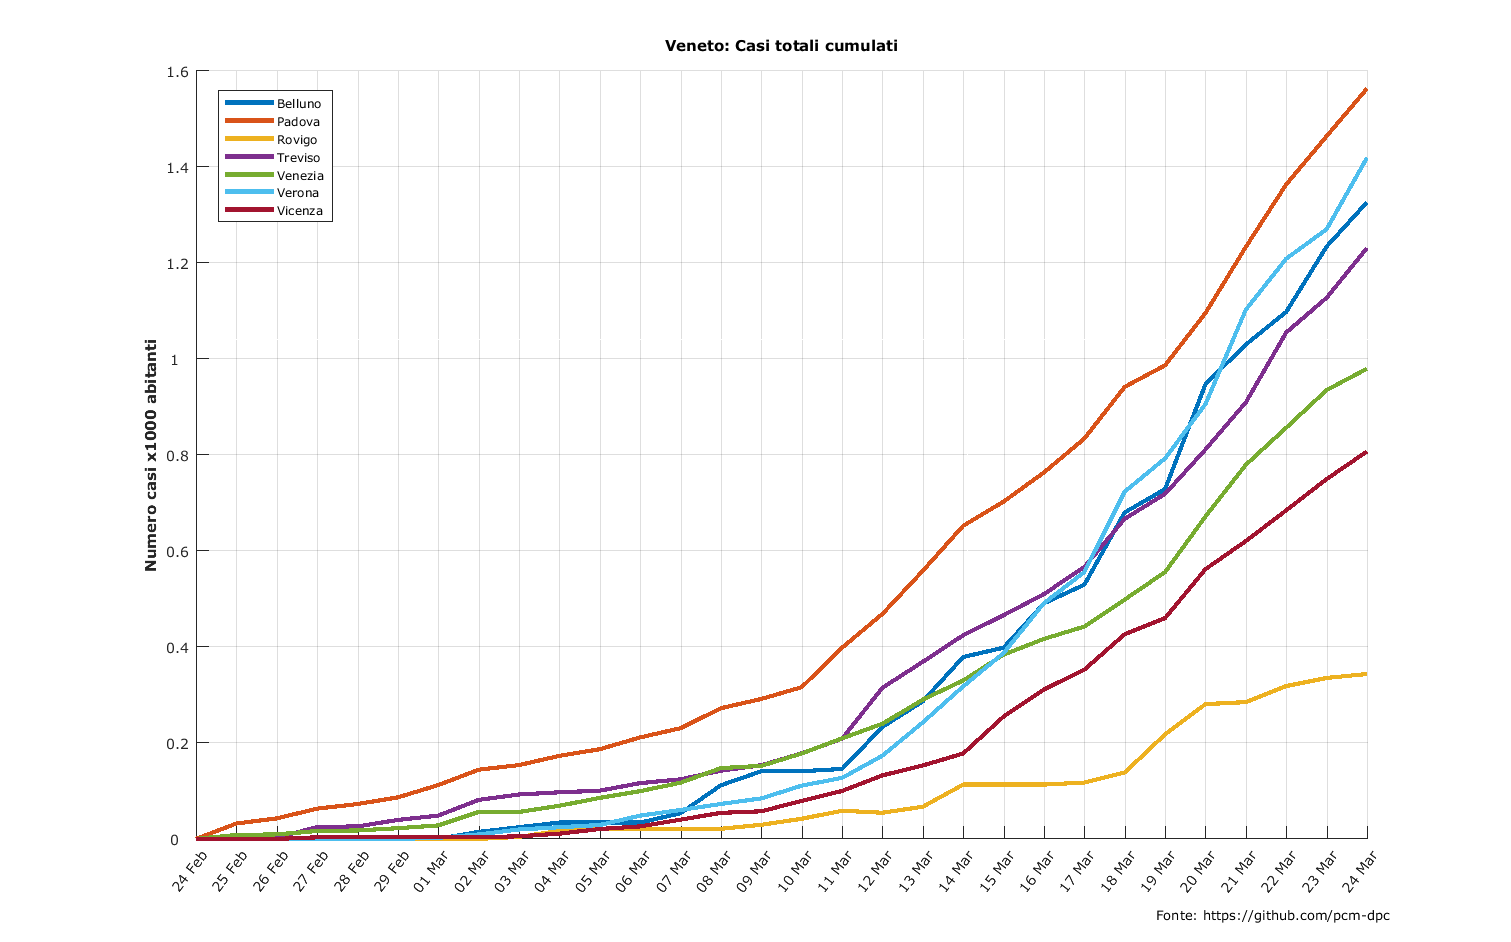 Veneto: Casi totali cumulati
1.6
1.4
1.2
1
0.8
0.6
0.4
0.2
0
Numero casi x1000 abitanti
Belluno
Padova
Rovigo
Treviso
Venezia
Verona
Vicenza
24 Feb
25 Feb
26 Feb
27 Feb
28 Feb
29 Feb
01 Mar
02 Mar
03 Mar
04 Mar
05 Mar
06 Mar
07 Mar
08 Mar
09 Mar
10 Mar
11 Mar
12 Mar
13 Mar
14 Mar
15 Mar
16 Mar
17 Mar
18 Mar
19 Mar
20 Mar
21 Mar
22 Mar
23 Mar
24 Mar
Fonte: https://github.com/pcm-dpc